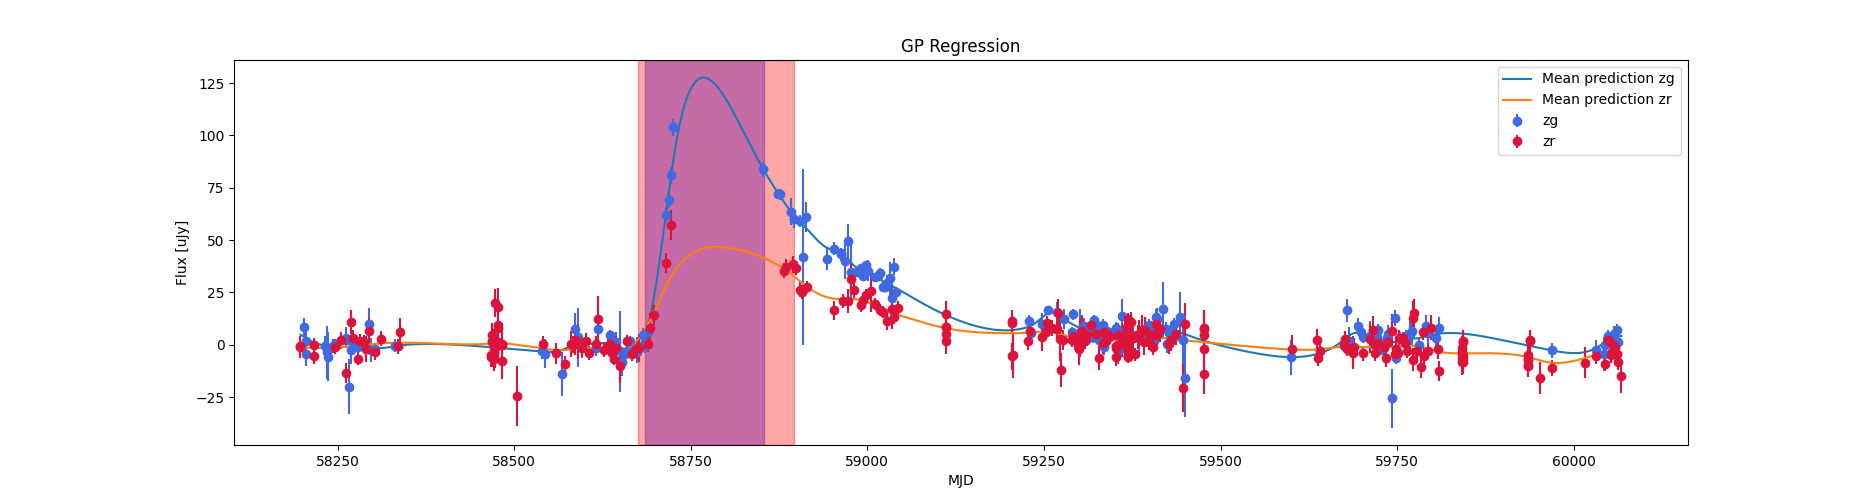 GP Regression
Flux [uJy]
125
100
75
50
25
0
−25
Mean prediction zg
Mean prediction zr
zg
zr
58250 58500 58750 59000 59250 59500 59750 60000
MJD